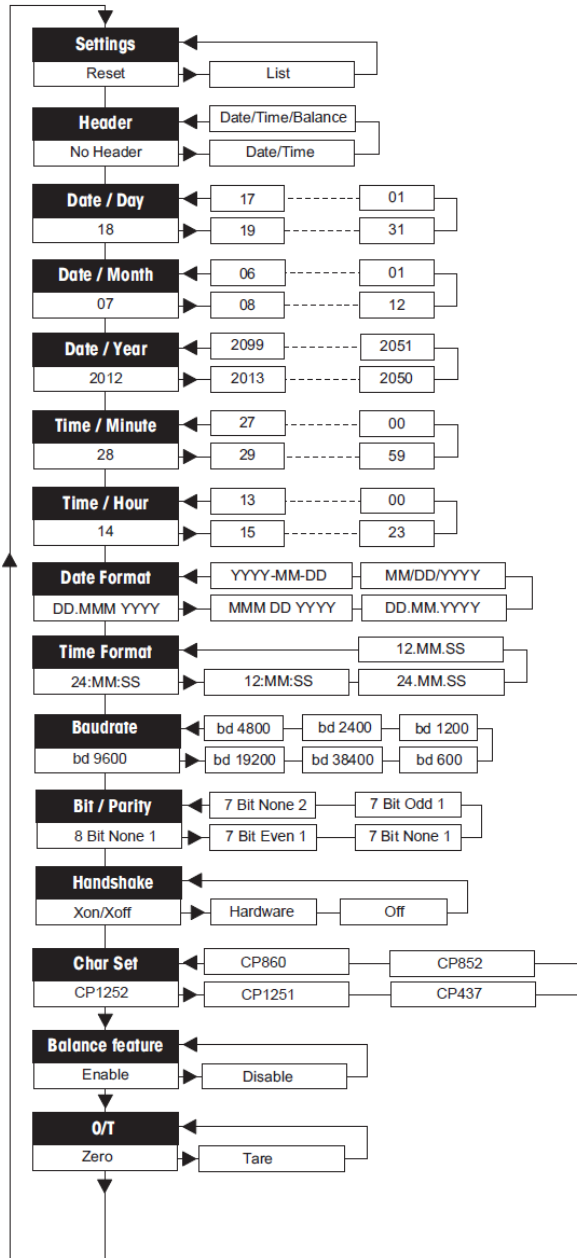 Settings
Reset
List
Header
Date/Time/Balance
No Header
Date/Time
Date / Day
17
01
18
19
31
Date / Month
06
01
07
08
12
Date / Year
2099
2051
2012
2013
2050
Time / Minute
27
00
28
29
59
Time / Hour
13
00
14
15
23
Date Format
YYYY-MM-DD
MM/DD/YYYY
DD.MMM YYYY
MMM DD YYYY
DD.MM.YYYY
Time Format
12.MM.SS
24:MM:SS
12:MM:SS
24.MM.SS
Baudrate
bd 4800
bd 2400
bd 1200
bd 9600
bd 19200
bd 38400
bd 600
Bit / Parity
7 Bit None 2
7 Bit Odd 1
8 Bit None 1
7 Bit Even 1
7 Bit None 1
Handshake
Xon/Xoff
Hardware
Off
Char Set
CP860
CP852
CP1252
CP1251
CP437
Balance feature
Enable
Disable
O/T
Zero
Tare